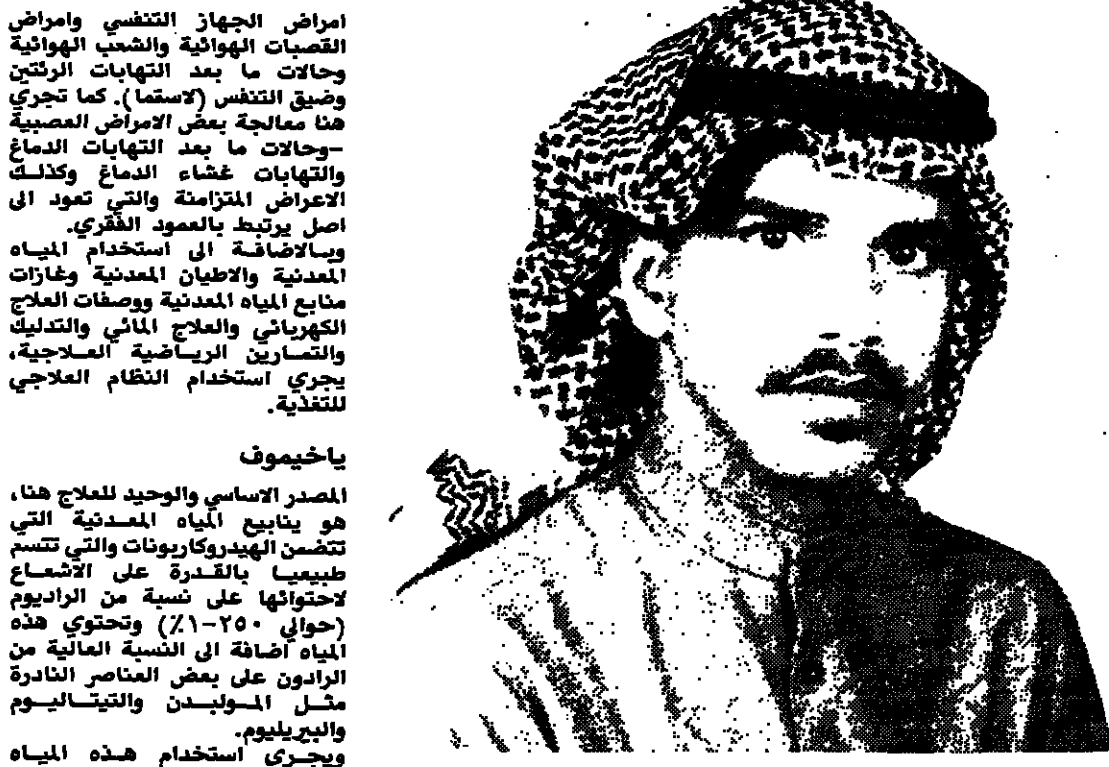 امراض الجهاز التنفسي وامراض
القصبات الهوائية والشعب الهوائية
وحالات ما بعد التهابات الرئتين
وضيق التنفس (لاستما). كما تجري
هنا معالجة بعض الامراض العصبية
-وحالات ما بعد التهابات الدماغ
والتهابات غشاء الدماغ وكذلك
الاعراض المتزامنة والتي تعود الى
اصل يرتبط بالعمود الفقري.
وبالاضافة الى استخدام المياه
المعدنية والاطيان المعدنية وغازات
منابع المياه المعدنية ووصفات العلاج
الكهربائي والعلاج المائي والتدليك
والتمارين الرياضية العلاجية،
يجري استخدام النظام العلاجي
للتغذية.
ياخيموف
المصدر الاساسي والوحيد للعلاج هنا،
هو ينابيع المياه المعدنية التي
تتضمن الهيدروكاربونات والتي تتسم
طبيعيا بالقدرة على الاشعاع
لاحتوائها على نسبة من الراديوم
(حوالي ٢٥٠-١٪) وتحتوي هذه
المياه اضافة الى النسبة العالية من
الرادون على بعض العناصر النادرة
مثل المولبدن والتيتاليوم
والبيريليوم.
ويجري استخدام هذه المياه